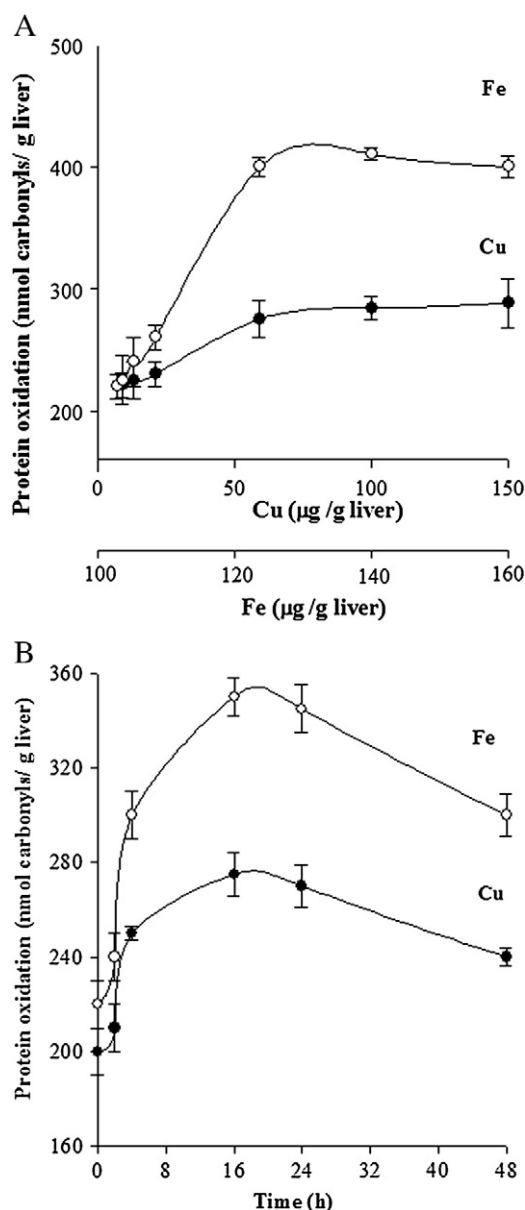 A
Protein oxidation (nmol carbonyls/ g liver)
500
400
300
200
Fe
Cu
0
50
100
150
Cu (µg /g liver)
100
120
140
160
Fe (µg /g liver)
B
Protein oxidation (nmol carbonyls/ g liver)
360
320
280
240
200
160
Fe
Cu
0
8
16
24
32
40
48
Time (h)